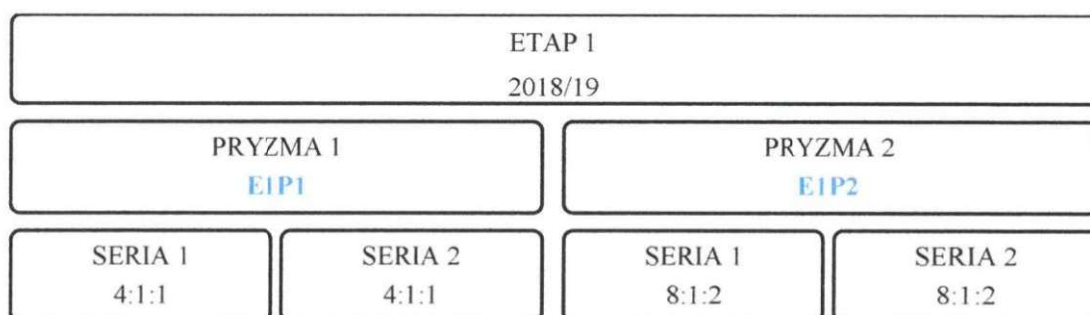 ETAP 1
2018/19
PRYZMA 1
E1P1
PRYZMA 2
E1P2
SERIA 1
4:1:1
SERIA 2
4:1:1
SERIA 1
8:1:2
SERIA 2
8:1:2